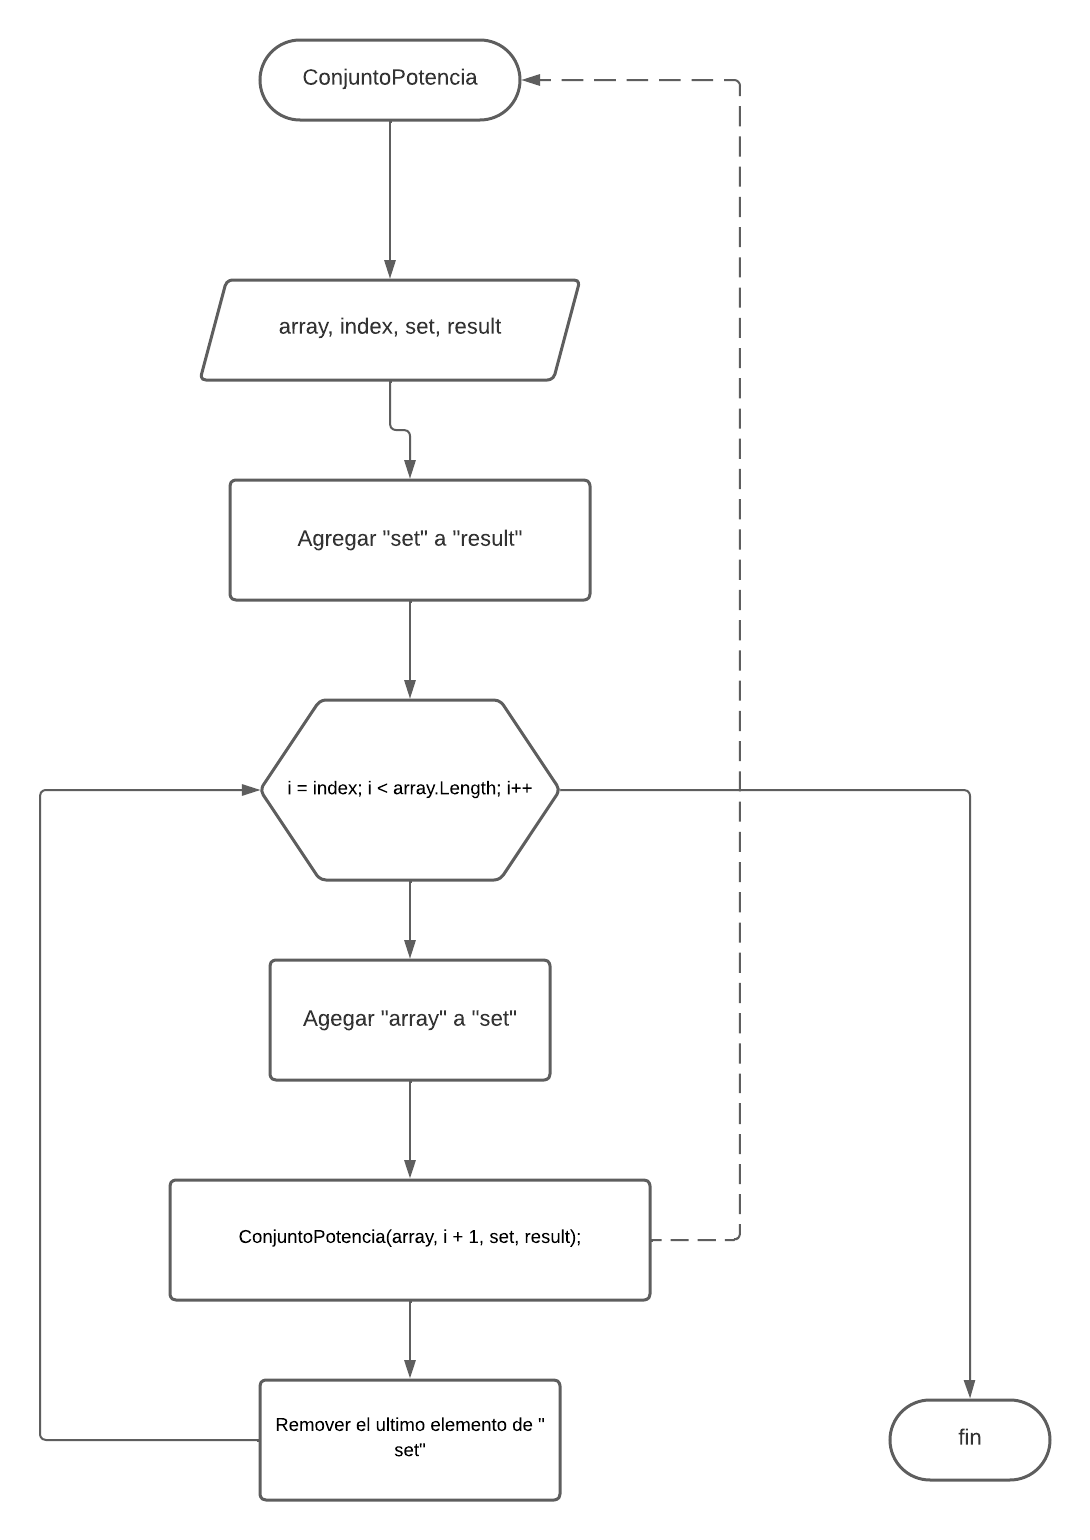 ConjuntoPotencia
array, index, set, result
Agregar "set" a "result"
i = index; i < array.Length; i++
Agegar "array" a "set"
ConjuntoPotencia(array, i + 1, set, result);
Remover el ultimo elemento de "
set"
fin